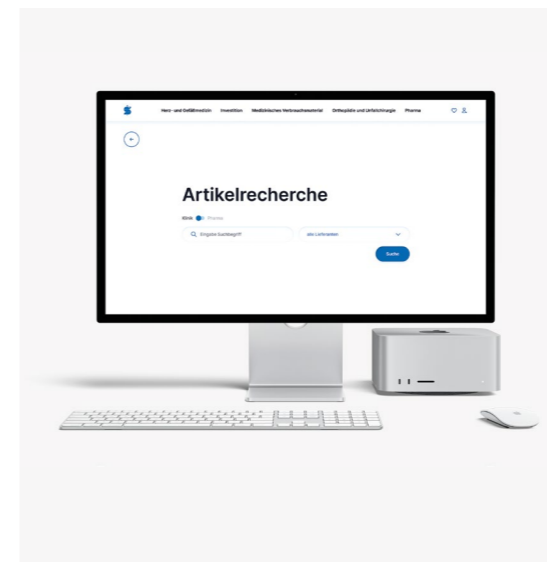 Herz- und Gefäßmedizin Investition Medizinisches Verbrauchsmaterial Orthopädie und Unfallchirurgie Pharma
Artikelrecherche
Klinik Pharma
Eingabe Suchbegriff alle Lieferanten
Suche